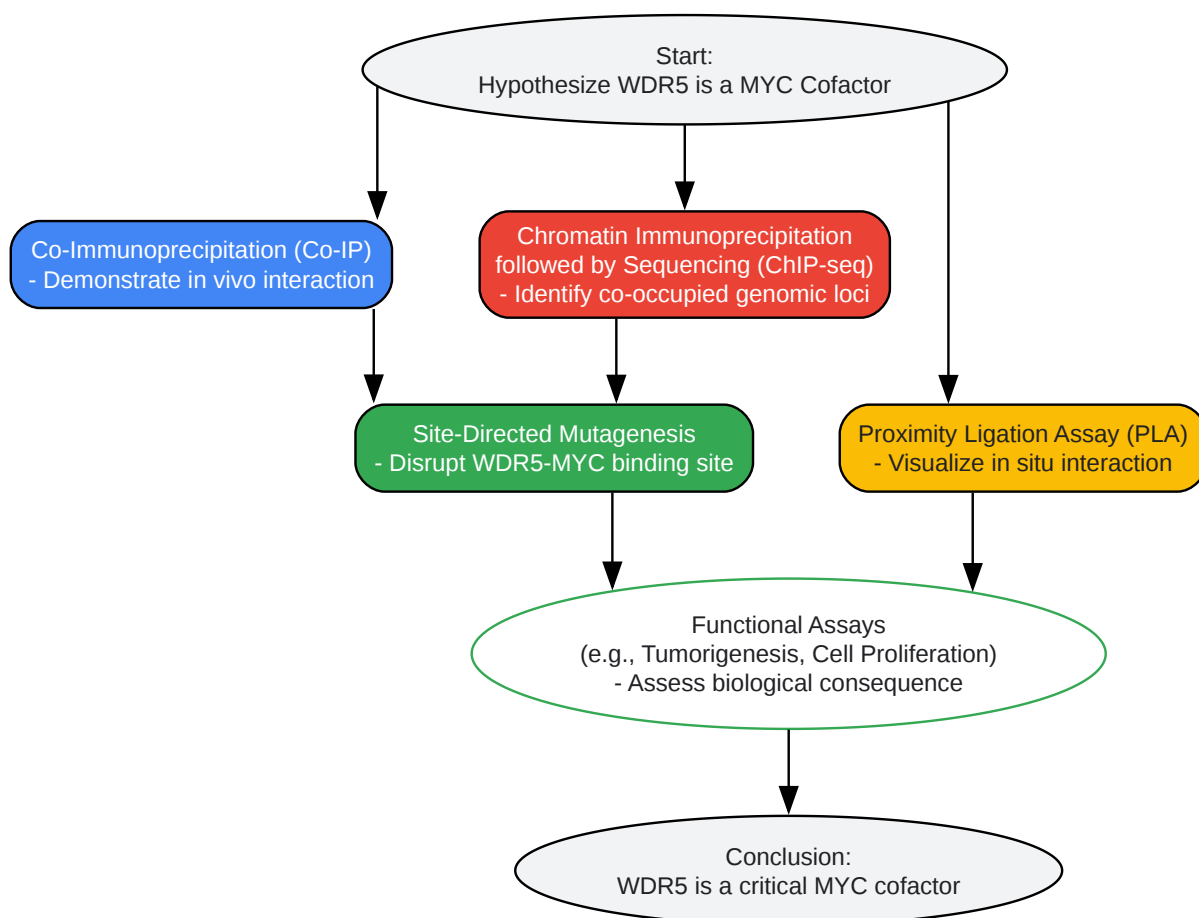 Start:
Hypothesize WDR5 is a MYC Cofactor
Co-Immunoprecipitation (Co-IP)
- Demonstrate in vivo interaction
Chromatin Immunoprecipitation
followed by Sequencing (ChIP-seq)
- Identify co-occupied genomic loci
Site-Directed Mutagenesis
- Disrupt WDR5-MYC binding site
Proximity Ligation Assay (PLA)
- Visualize in situ interaction
Functional Assays
(e.g., Tumorigenesis, Cell Proliferation)
- Assess biological consequence
Conclusion:
WDR5 is a critical MYC cofactor